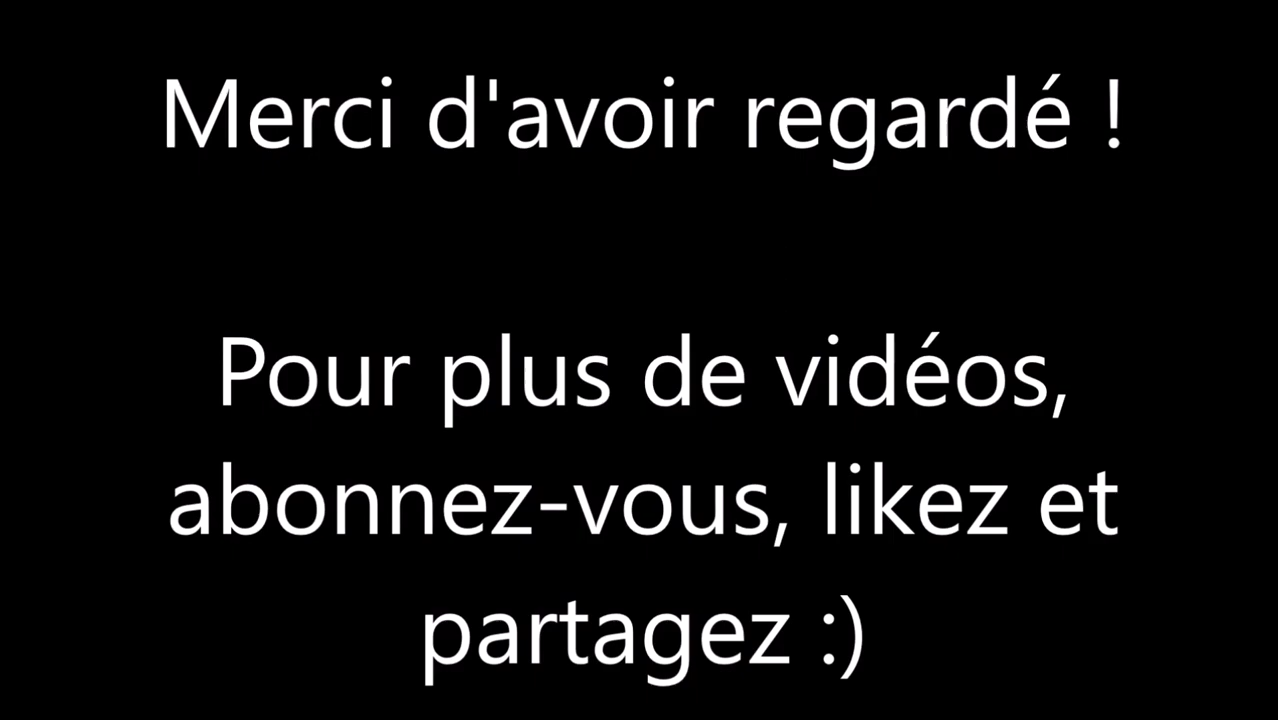 Merci d'avoir regardé !
Pour plus de vidéos,
abonnez-vous, likez et
partagez :)